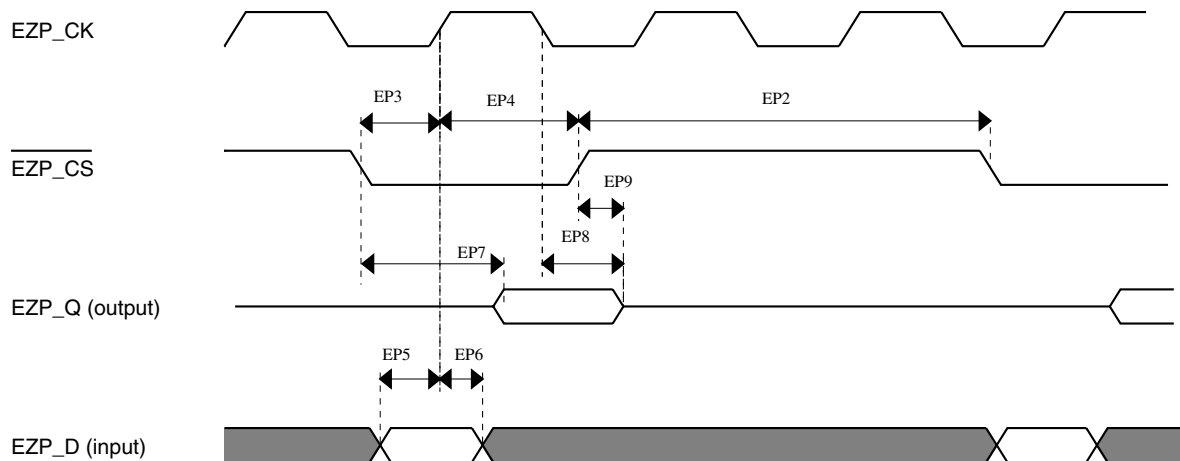 EZP_CK
EP3
EP4
EP2
EZP_CS
EP9
EP8
EP7
EZP_Q (output)
EP5
EP6
EZP_D (input)